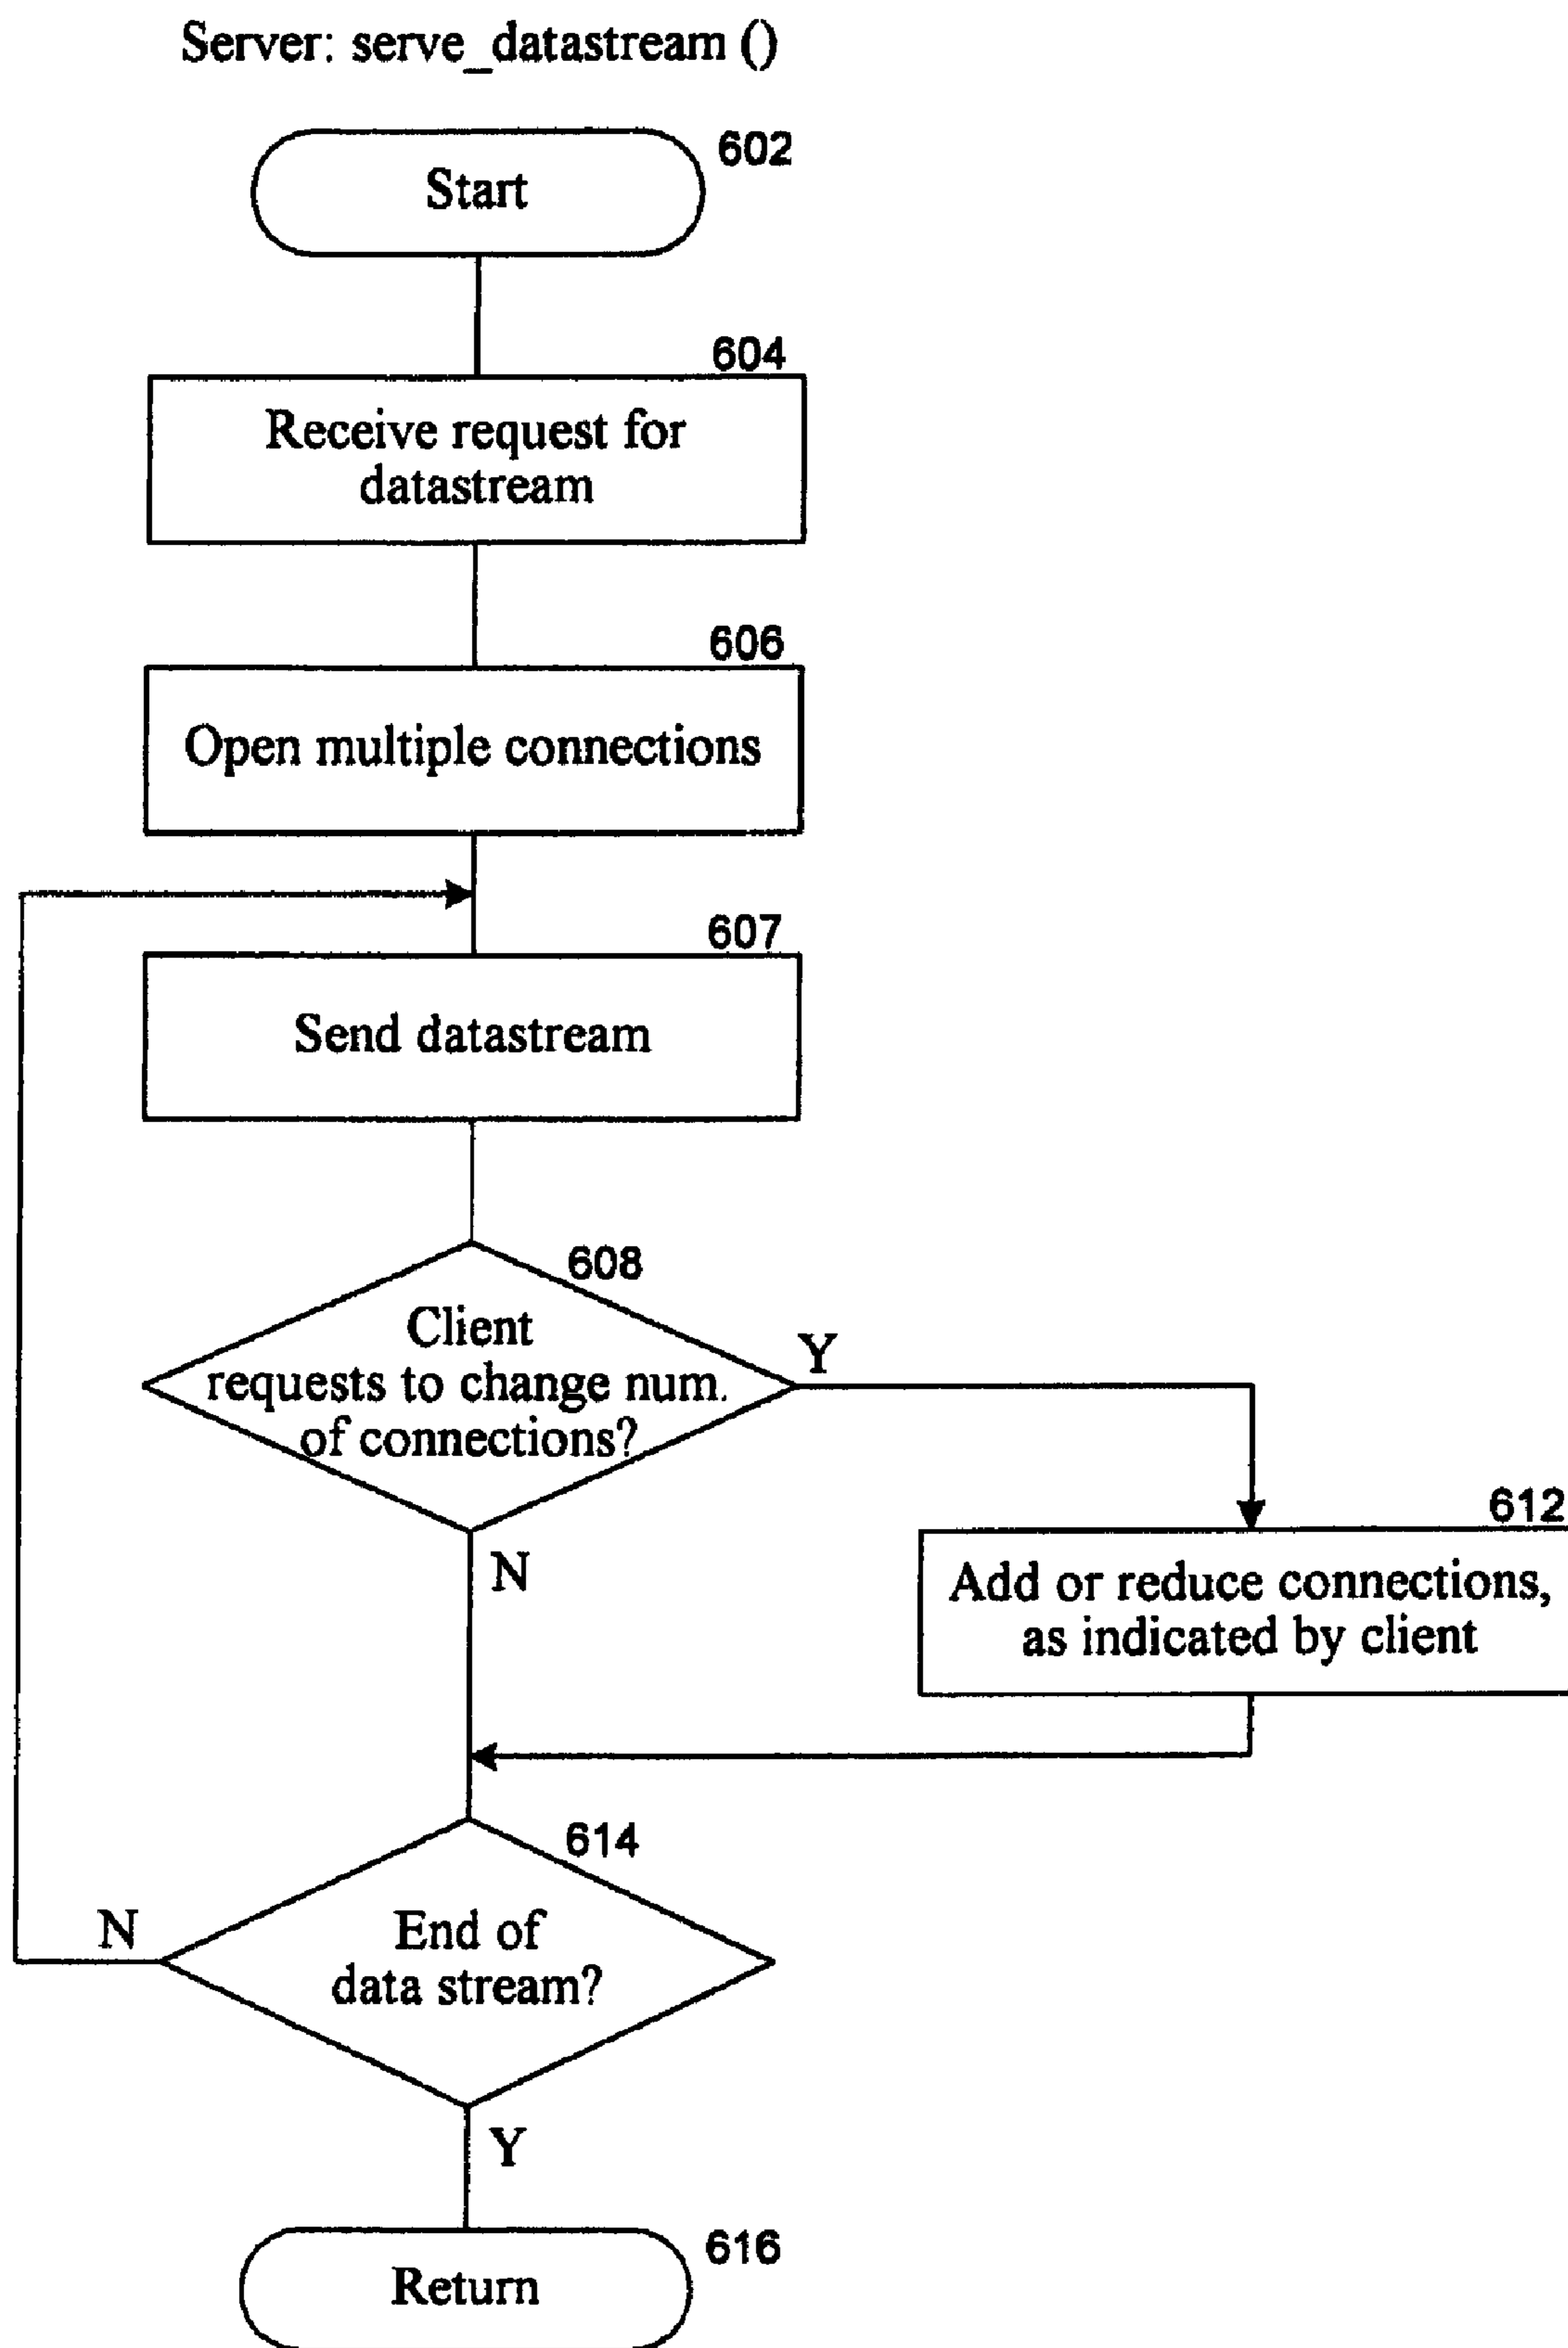 Server: serve_datastream ()
602
Start
604
Receive request for
datastream
606
Open multiple connections
607
Send datastream
608
Client
requests to change num.
of connections?
Y
N
612
Add or reduce connections,
as indicated by client
614
End of
data stream?
N
Y
616
Return